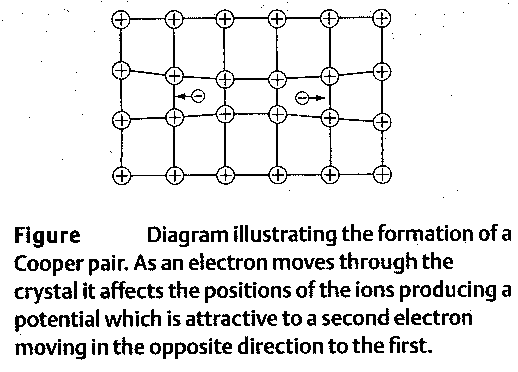 Figure Diagram illustrating the formation of a
Cooper pair. As an electron moves through the
crystal it affects the positions of the ions producing a
potential which is attractive to a second electron
moving in the opposite direction to the first.